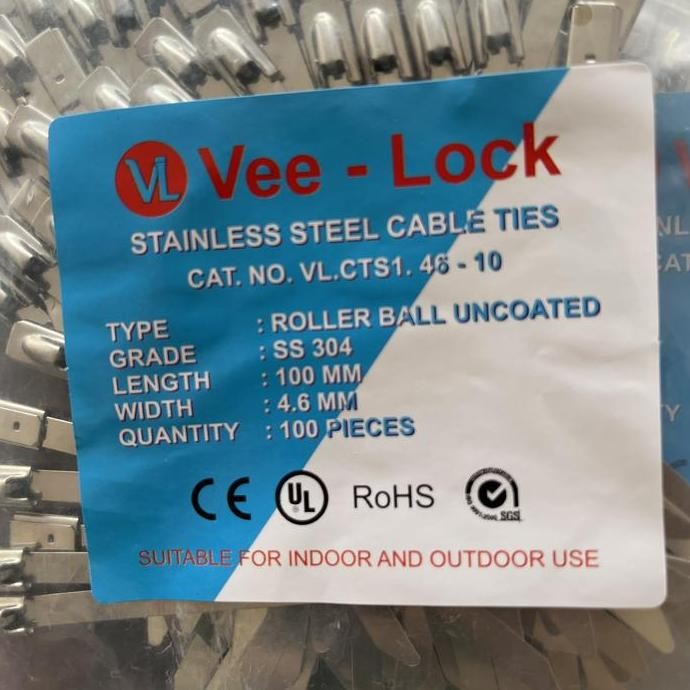 VL Vee - Lock
STAINLESS STEEL CABLE TIES
CAT. NO. VL.CTS1. 46 - 10
TYPE : ROLLER BALL UNCOATED
GRADE : SS 304
LENGTH : 100 MM
WIDTH : 4.6 MM
QUANTITY : 100 PIECES
CE UL RoHS SGS
SUITABLE FOR INDOOR AND OUTDOOR USE